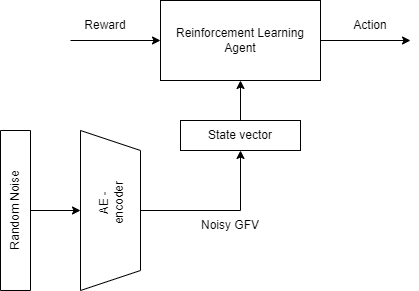 Reward
Reinforcement Learning
Agent
Action
State vector
Random Noise
AE -
encoder
Noisy GFV